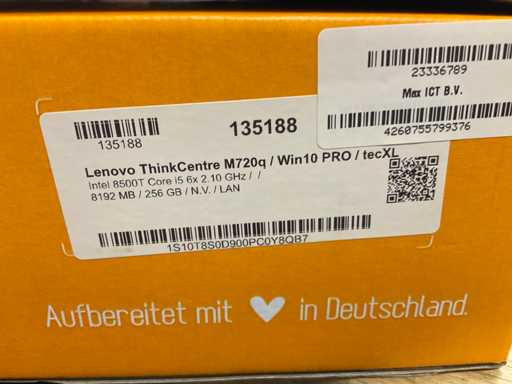 23336789
Max ICT B.V.
4260755799376
135188
135188
Lenovo ThinkCentre M720q / Win10 PRO / tecXL
Intel 8500T Core i5 6x 2.10 GHz / /
8192 MB / 256 GB / N.V. / LAN
1S10T8S0D900PC0Y8QB7
Aufbereitet mit in Deutschland.